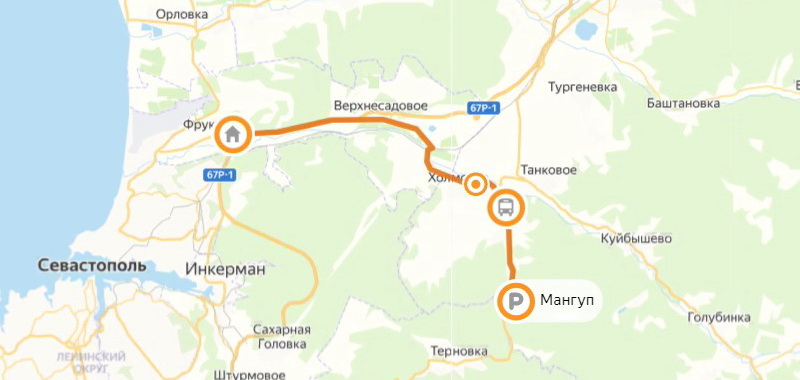 Орловка
Тургеневка
Верхнесадовое
67Р-1
Баштановка
Фрук
Танковое
67Р-1
Куйбышево
Севастополь
Инкерман
P
Мангуп
Голубинка
Сахарная
Головка
Терновка
ЛЕНИНСКИЙ
ОКРУГ
Штурмовое